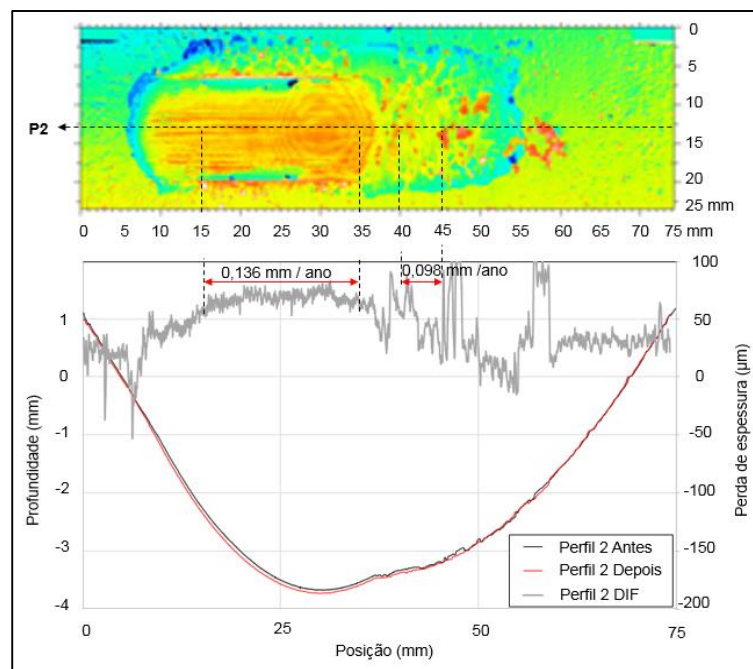 0
5
10
P2
15
20
25 mm
0 5 10 15 20 25 30 35 40 45 50 55 60 65 70 75 mm
0,136 mm / ano
0,098 mm /ano
100
1
50
0
0
-1
-50
-2
-100
-3
-150
-4
-200
Profundidade (mm)
Perda de espessura (µm)
Perfil 2 Antes
Perfil 2 Depois
Perfil 2 DIF
0 25 50 75
Posição (mm)